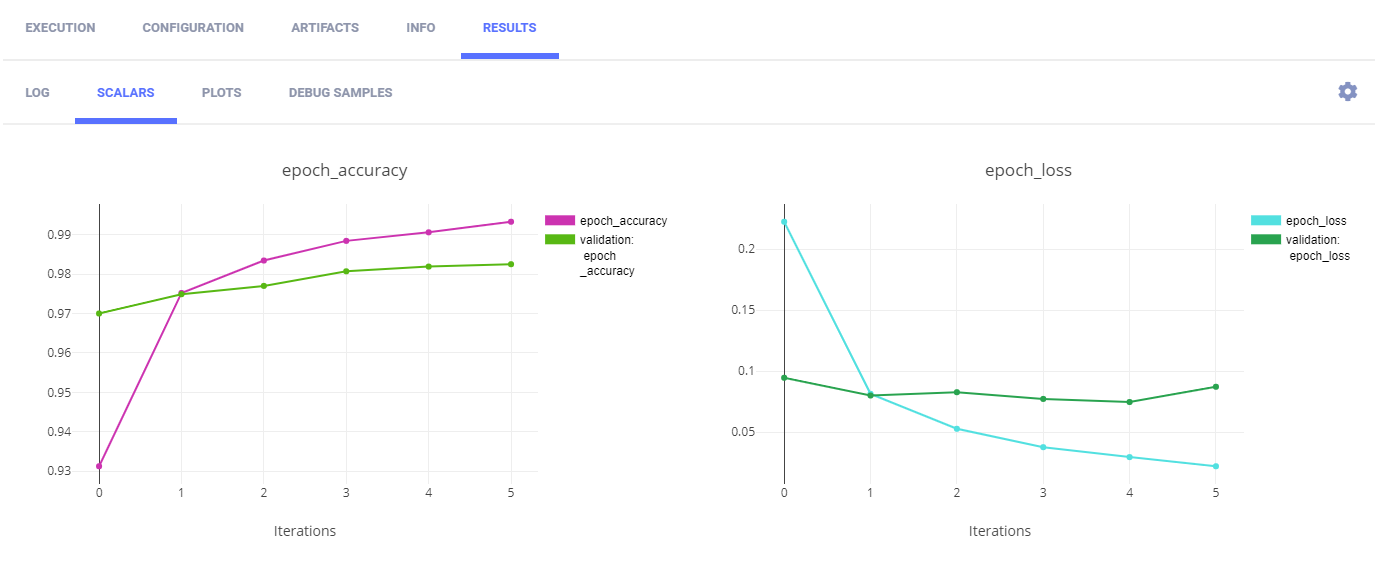 EXECUTION CONFIGURATION ARTIFACTS INFO RESULTS
LOG SCALARS PLOTS DEBUG SAMPLES
epoch_accuracy
0.99
0.98
0.97
0.96
0.95
0.94
0.93
0 1 2 3 4 5
Iterations
epoch_accuracy
validation:
epoch
_accuracy
epoch_loss
0.2
0.15
0.1
0.05
0 1 2 3 4 5
Iterations
epoch_loss
validation:
epoch_loss